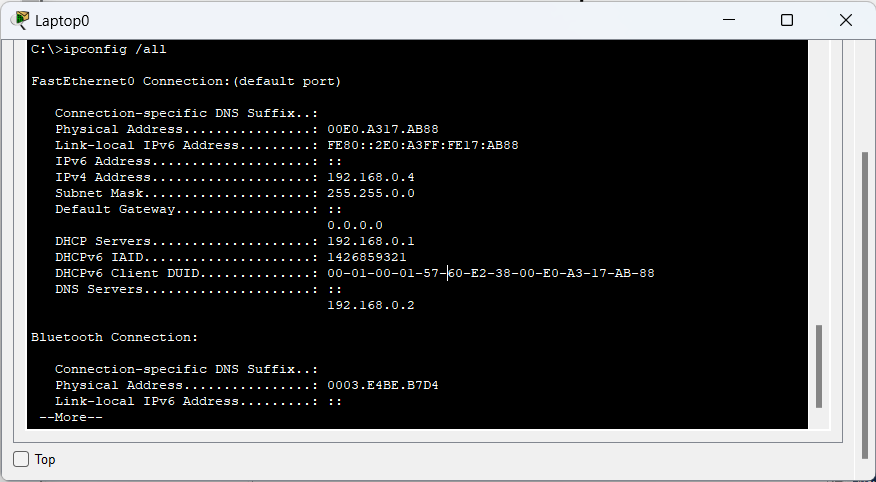 Laptop0
C:\>ipconfig /all
FastEthernet0 Connection:(default port)
Connection-specific DNS Suffix..:
Physical Address................: 00E0.A317.AB88
Link-local IPv6 Address.........: FE80::2E0:A3FF:FE17:AB88
IPv6 Address....................: ::
IPv4 Address....................: 192.168.0.4
Subnet Mask.....................: 255.255.0.0
Default Gateway.................: ::
0.0.0.0
DHCP Servers....................: 192.168.0.1
DHCPv6 IAID.....................: 1426859321
DHCPv6 Client DUID..............: 00-01-00-01-57-60-E2-38-00-E0-A3-17-AB-88
DNS Servers.....................: ::
192.168.0.2
Bluetooth Connection:
Connection-specific DNS Suffix..:
Physical Address................: 0003.E4BE.B7D4
Link-local IPv6 Address.........: ::
--More--
Top